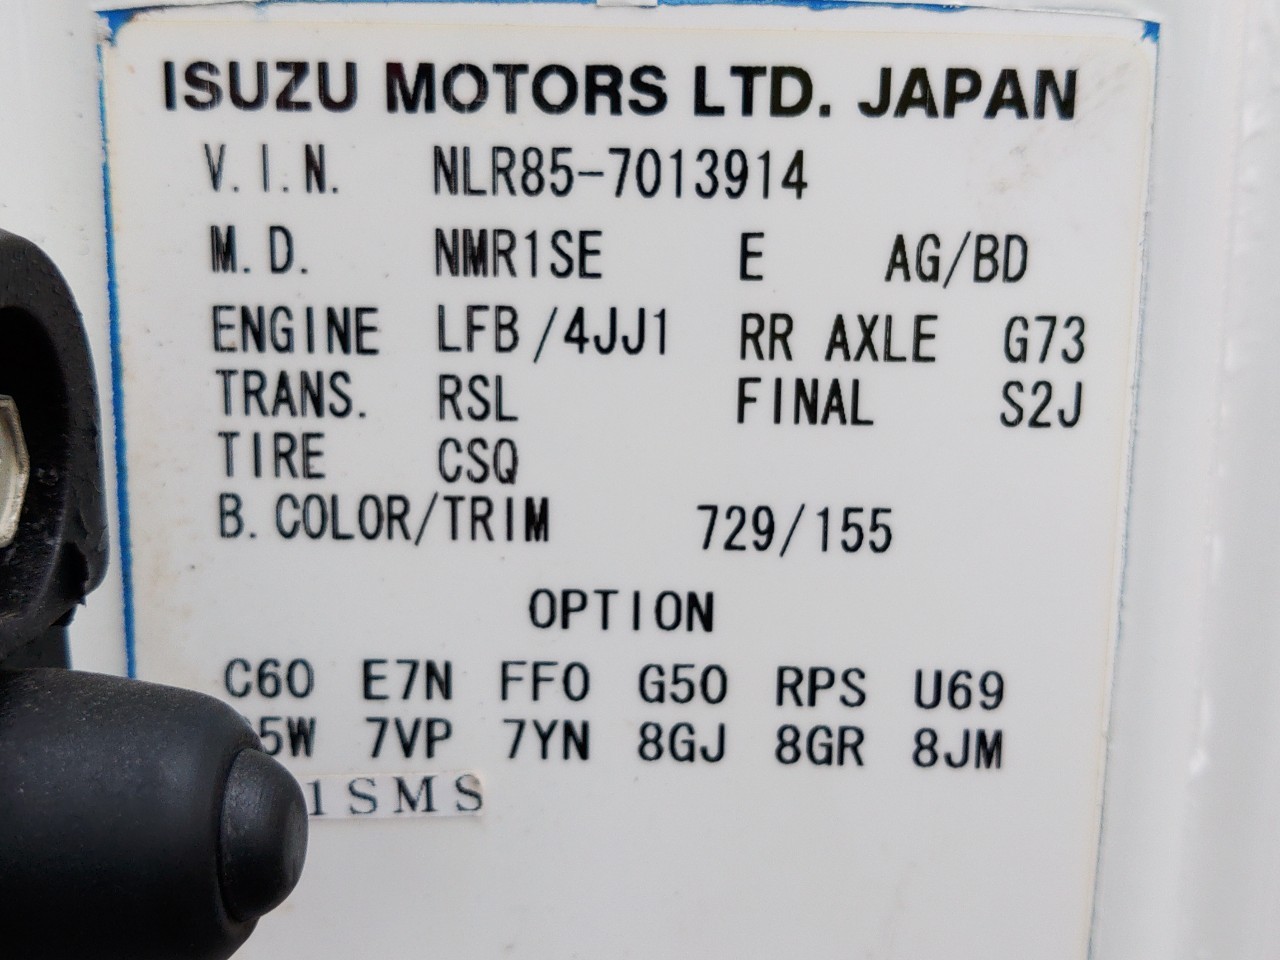 ISUZU MOTORS LTD. JAPAN
V.I.N. NLR85-7013914
M.D. NMR1SE E AG/BD
ENGINE LFB /4JJ1 RR AXLE G73
TRANS. RSL FINAL S2J
TIRE CSQ
B.COLOR/TRIM 729/155
OPTION
C60 E7N FF0 G50 RPS U69
7VP 7YN 8GJ 8GR 8JM